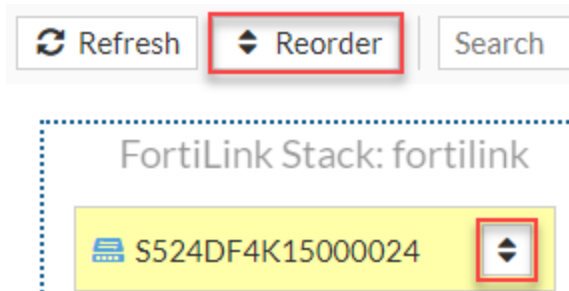 Refresh Reorder Search
FortiLink Stack: fortilink
S524DF4K15000024